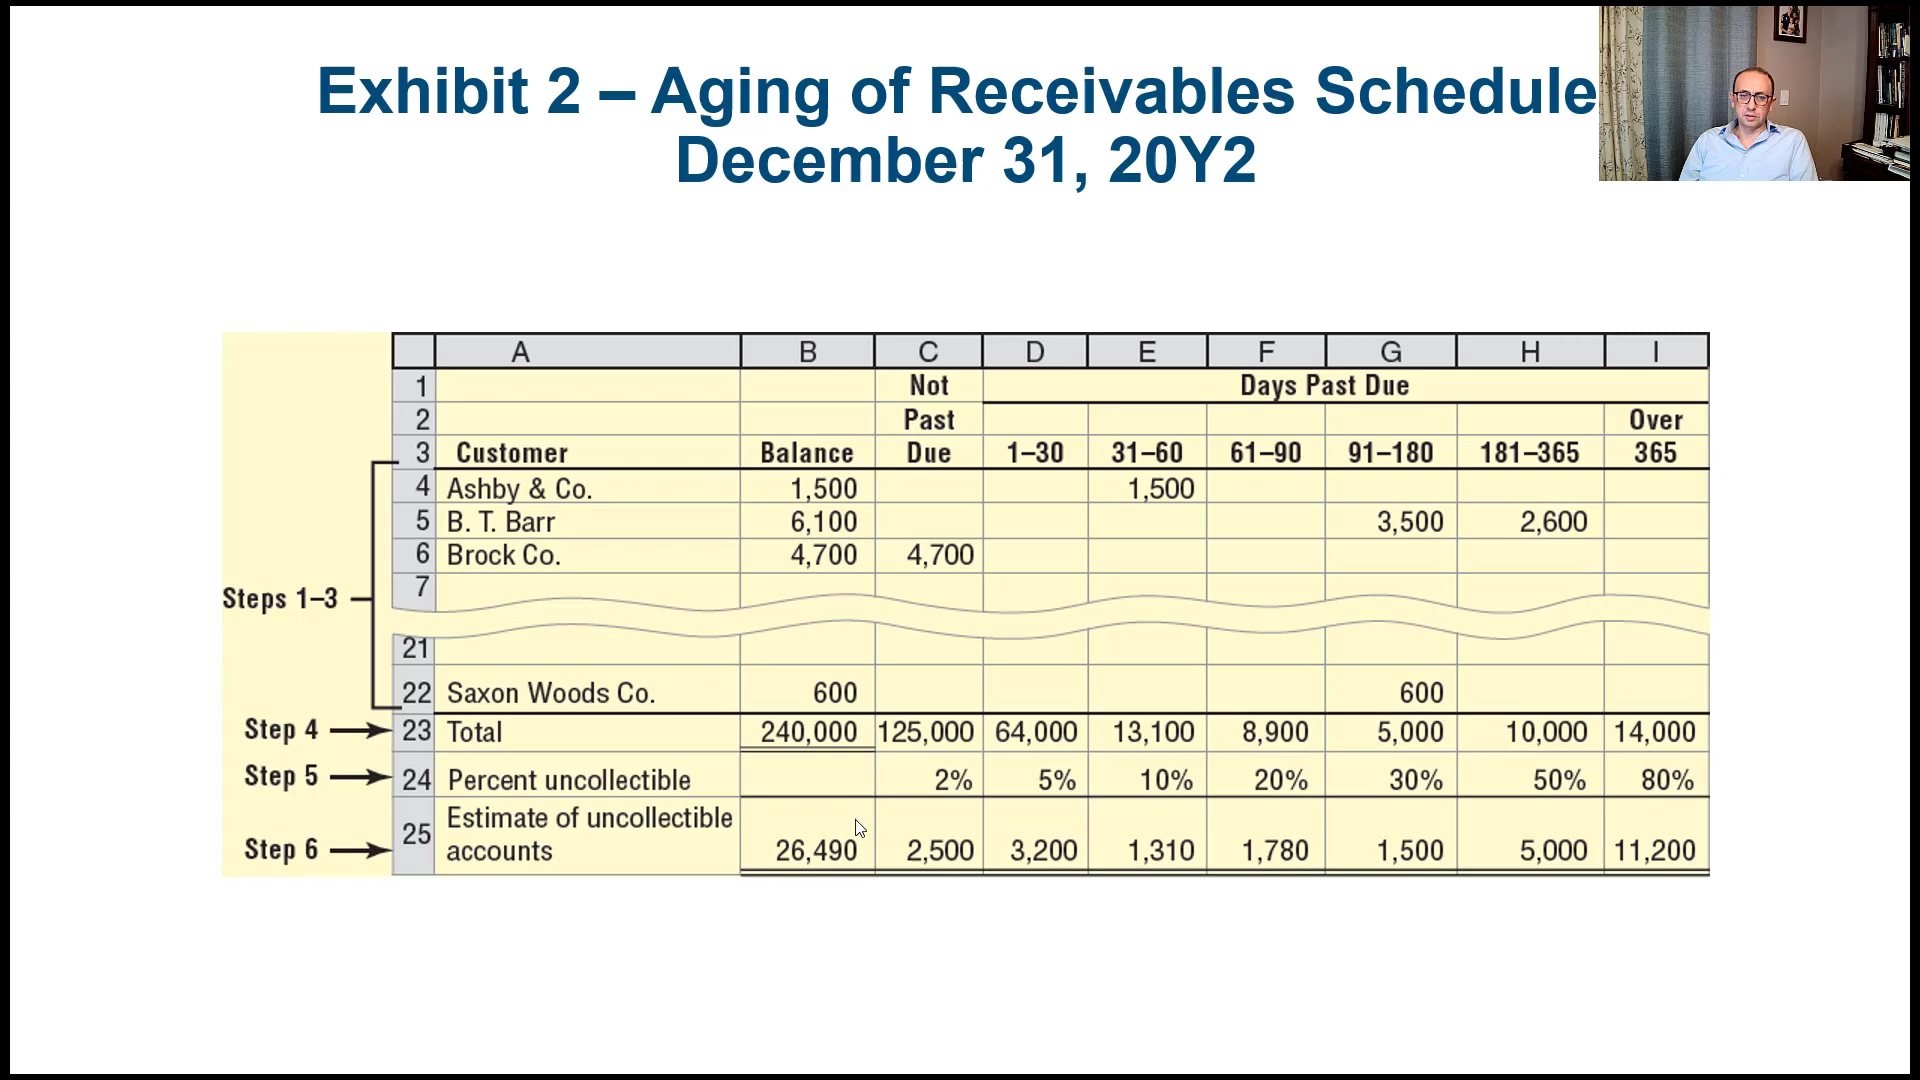 Exhibit 2 – Aging of Receivables Schedule
December 31, 20Y2
A B C D E F G H I
1 Not Days Past Due
2 Past Over
3 Customer Balance Due 1–30 31–60 61–90 91–180 181–365 365
4 Ashby & Co. 1,500 1,500
5 B. T. Barr 6,100 3,500 2,600
6 Brock Co. 4,700 4,700
7
Steps 1–3
21
22 Saxon Woods Co. 600 600
Step 4 23 Total 240,000 125,000 64,000 13,100 8,900 5,000 10,000 14,000
Step 5 24 Percent uncollectible 2% 5% 10% 20% 30% 50% 80%
Estimate of uncollectible
Step 6 25 accounts 26,490 2,500 3,200 1,310 1,780 1,500 5,000 11,200